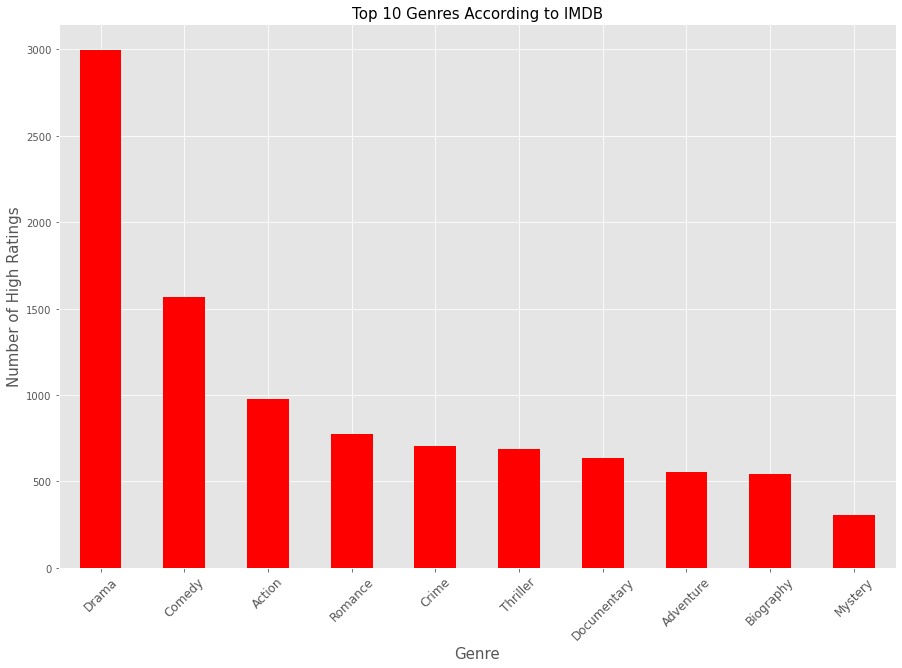 Top 10 Genres According to IMDB
Number of High Ratings
3000
2500
2000
1500
1000
500
0
Drama
Comedy
Action
Romance
Crime
Thriller
Documentary
Adventure
Biography
Mystery
Genre